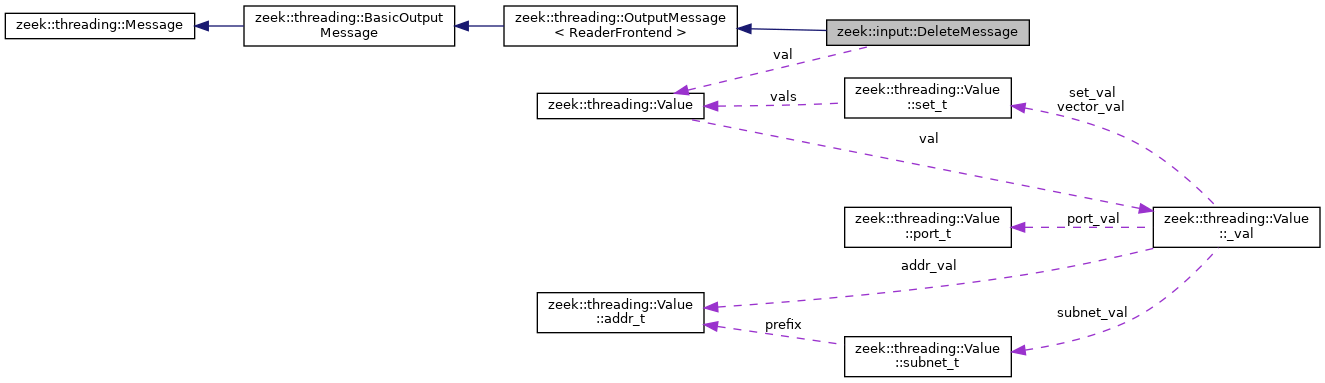 zeek::threading::Message
zeek::threading::BasicOutput
Message
zeek::threading::OutputMessage
< ReaderFrontend >
zeek::input::DeleteMessage
val
zeek::threading::Value
vals
zeek::threading::Value
::set_t
set_val
vector_val
val
zeek::threading::Value
::port_t
port_val
zeek::threading::Value
::_val
addr_val
zeek::threading::Value
::addr_t
prefix
subnet_val
zeek::threading::Value
::subnet_t